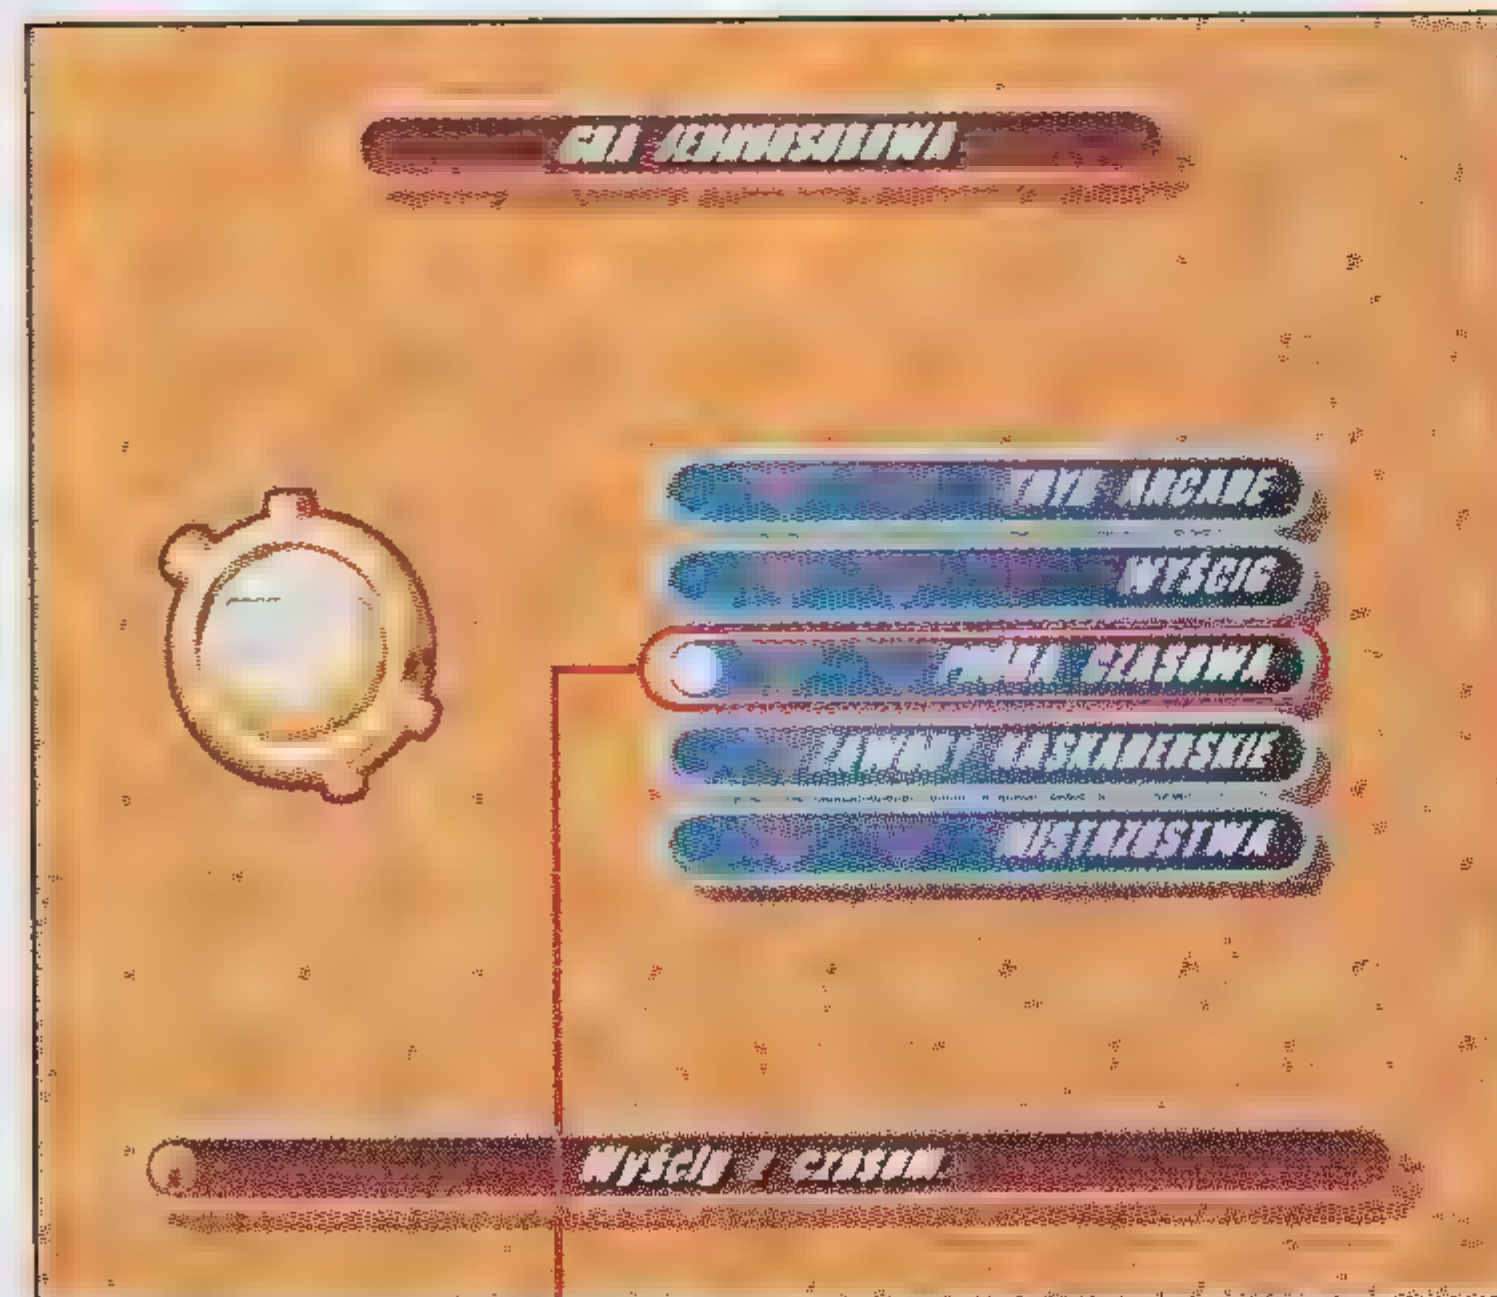 GRA JEDNOOSOBOWA
TRYB ARCADE
WYŚCIG
PRÓBA CZASOWA
ZAWODY KASKADERSKIE
MISTRZOSTWA
Wyścig z czasem